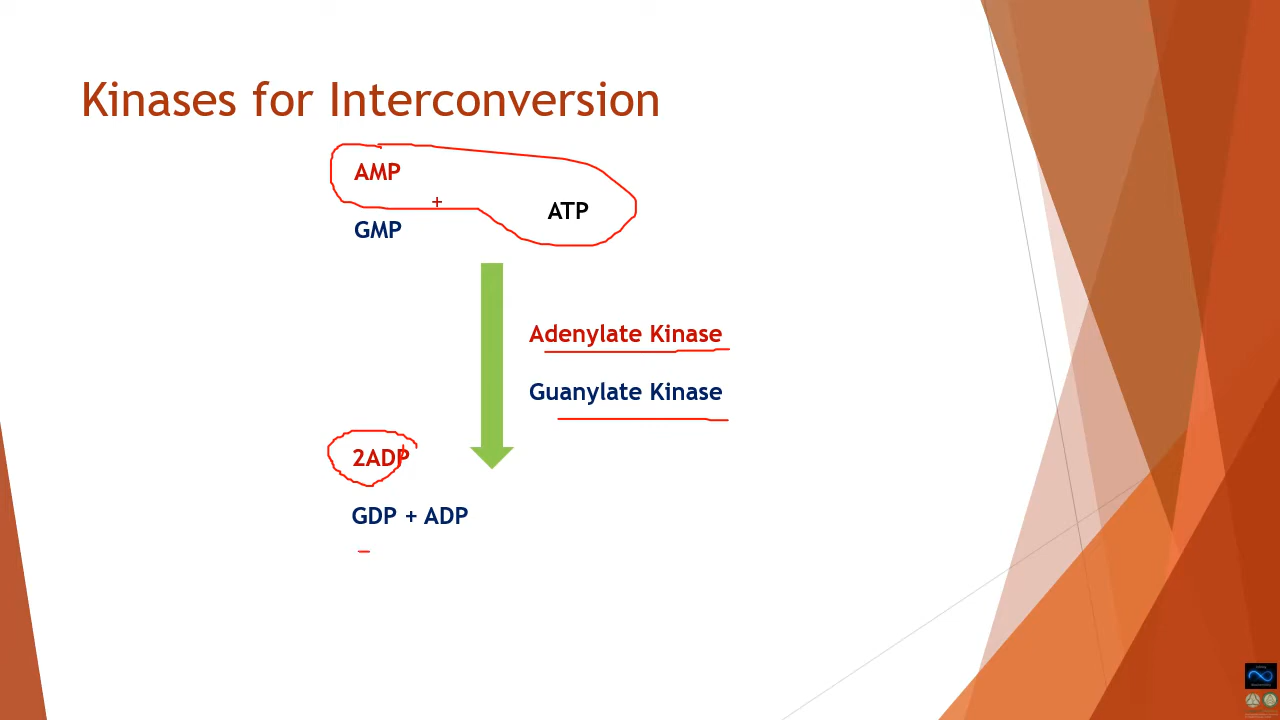 Kinases for Interconversion
AMP
+
ATP
GMP
Adenylate Kinase
Guanylate Kinase
2ADP
GDP + ADP